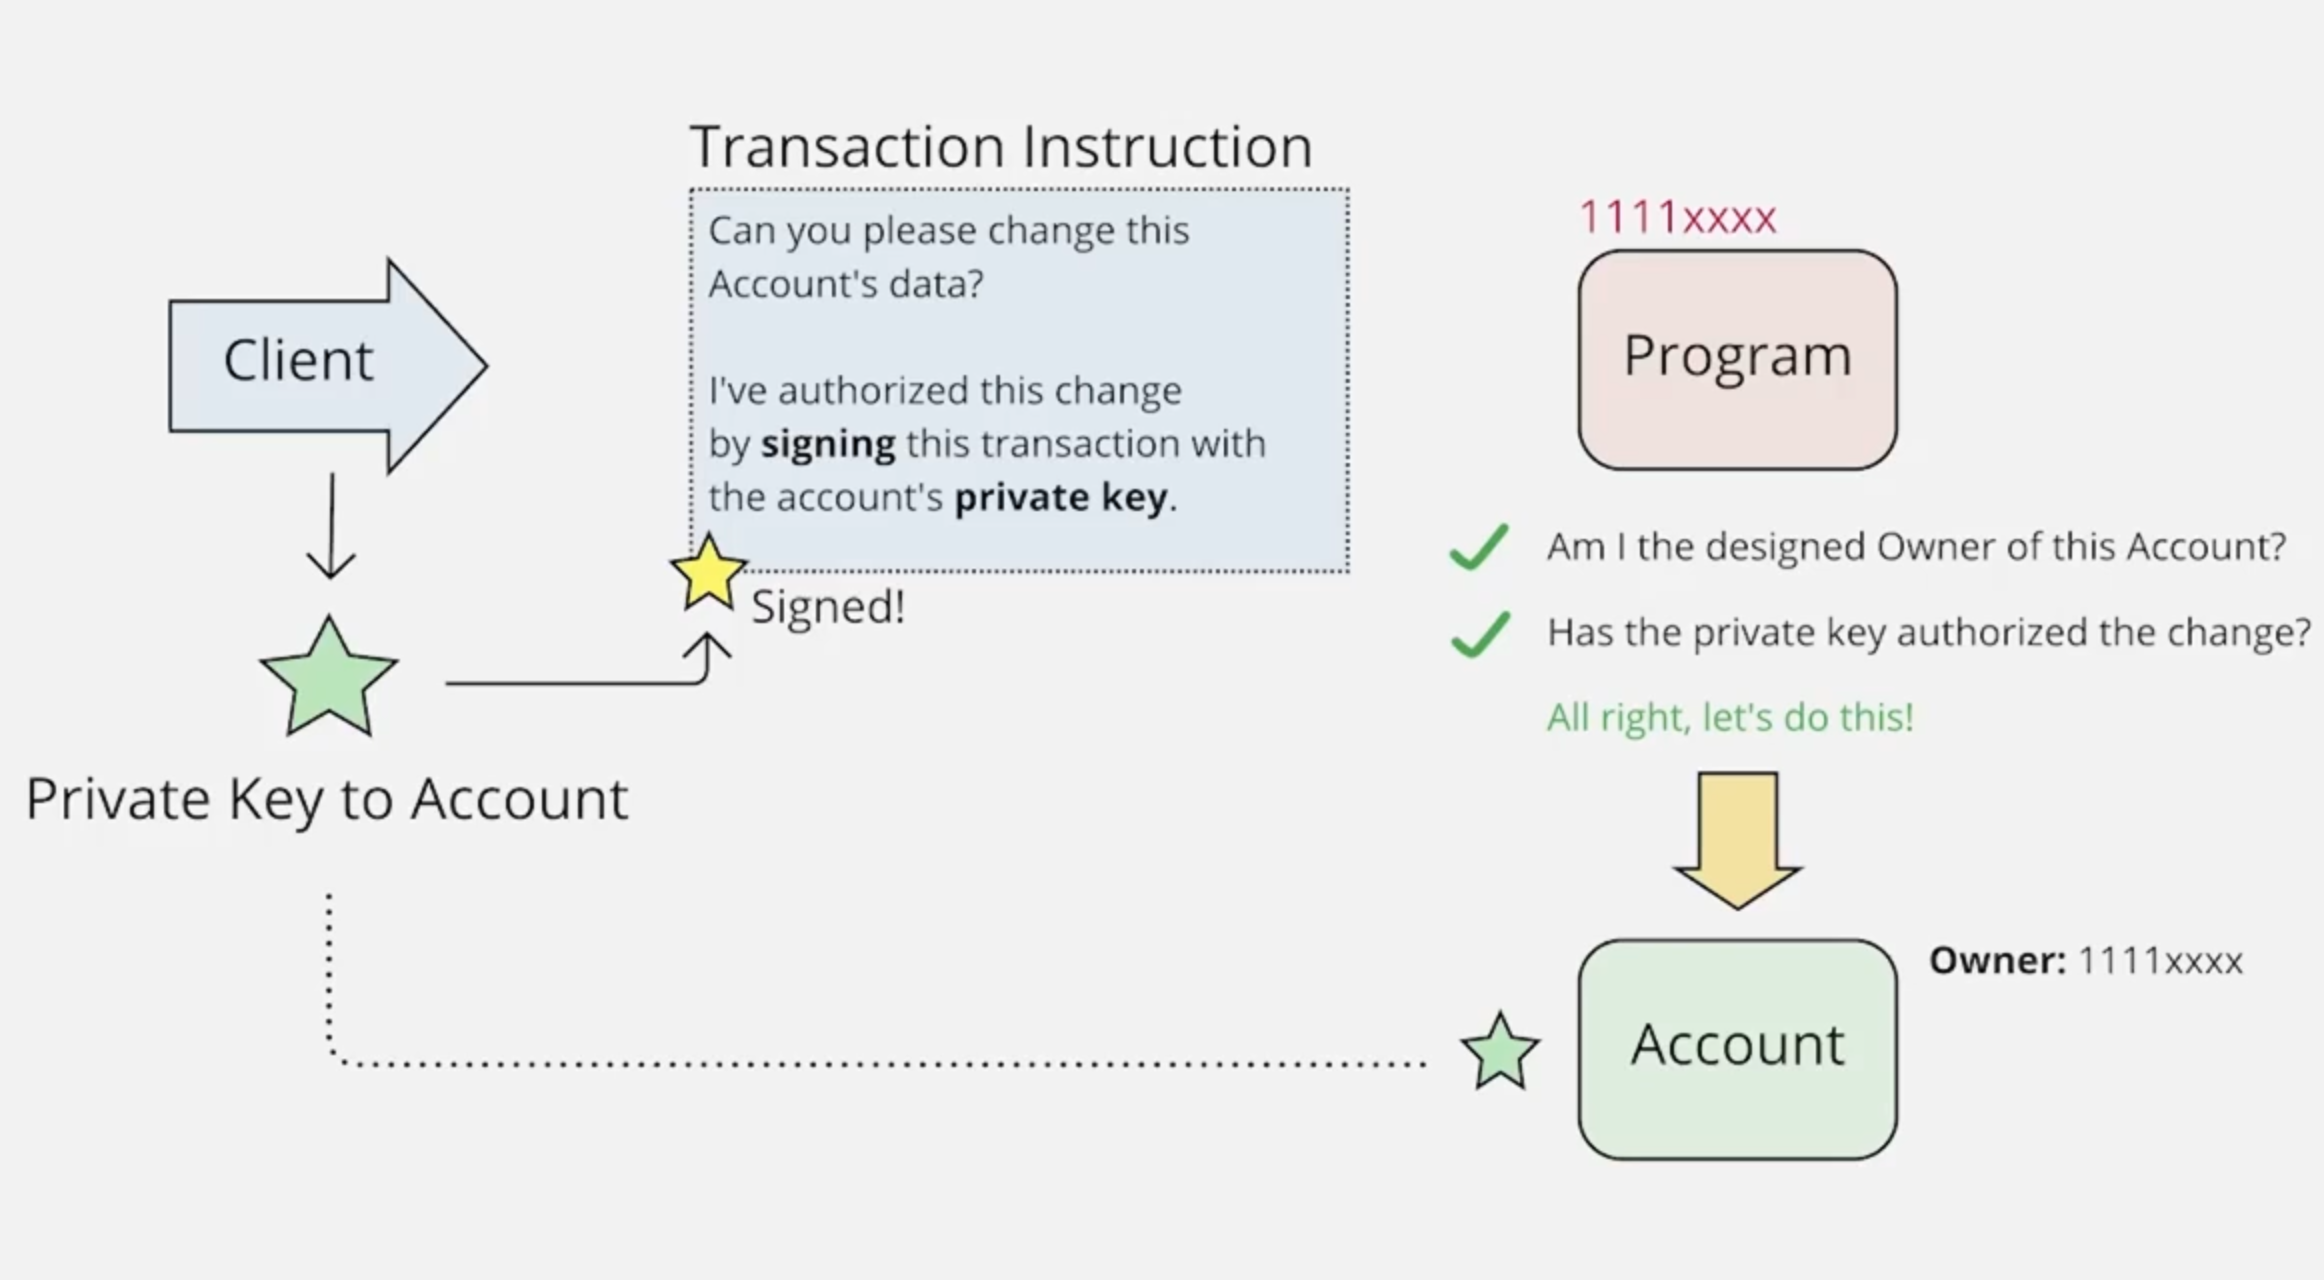 Transaction Instruction
Can you please change this
Account's data?
I've authorized this change
by signing this transaction with
the account's private key.
Signed!
Client
Private Key to Account
1111xxxx
Program
Am I the designed Owner of this Account?
Has the private key authorized the change?
All right, let's do this!
Owner: 1111xxxx
Account